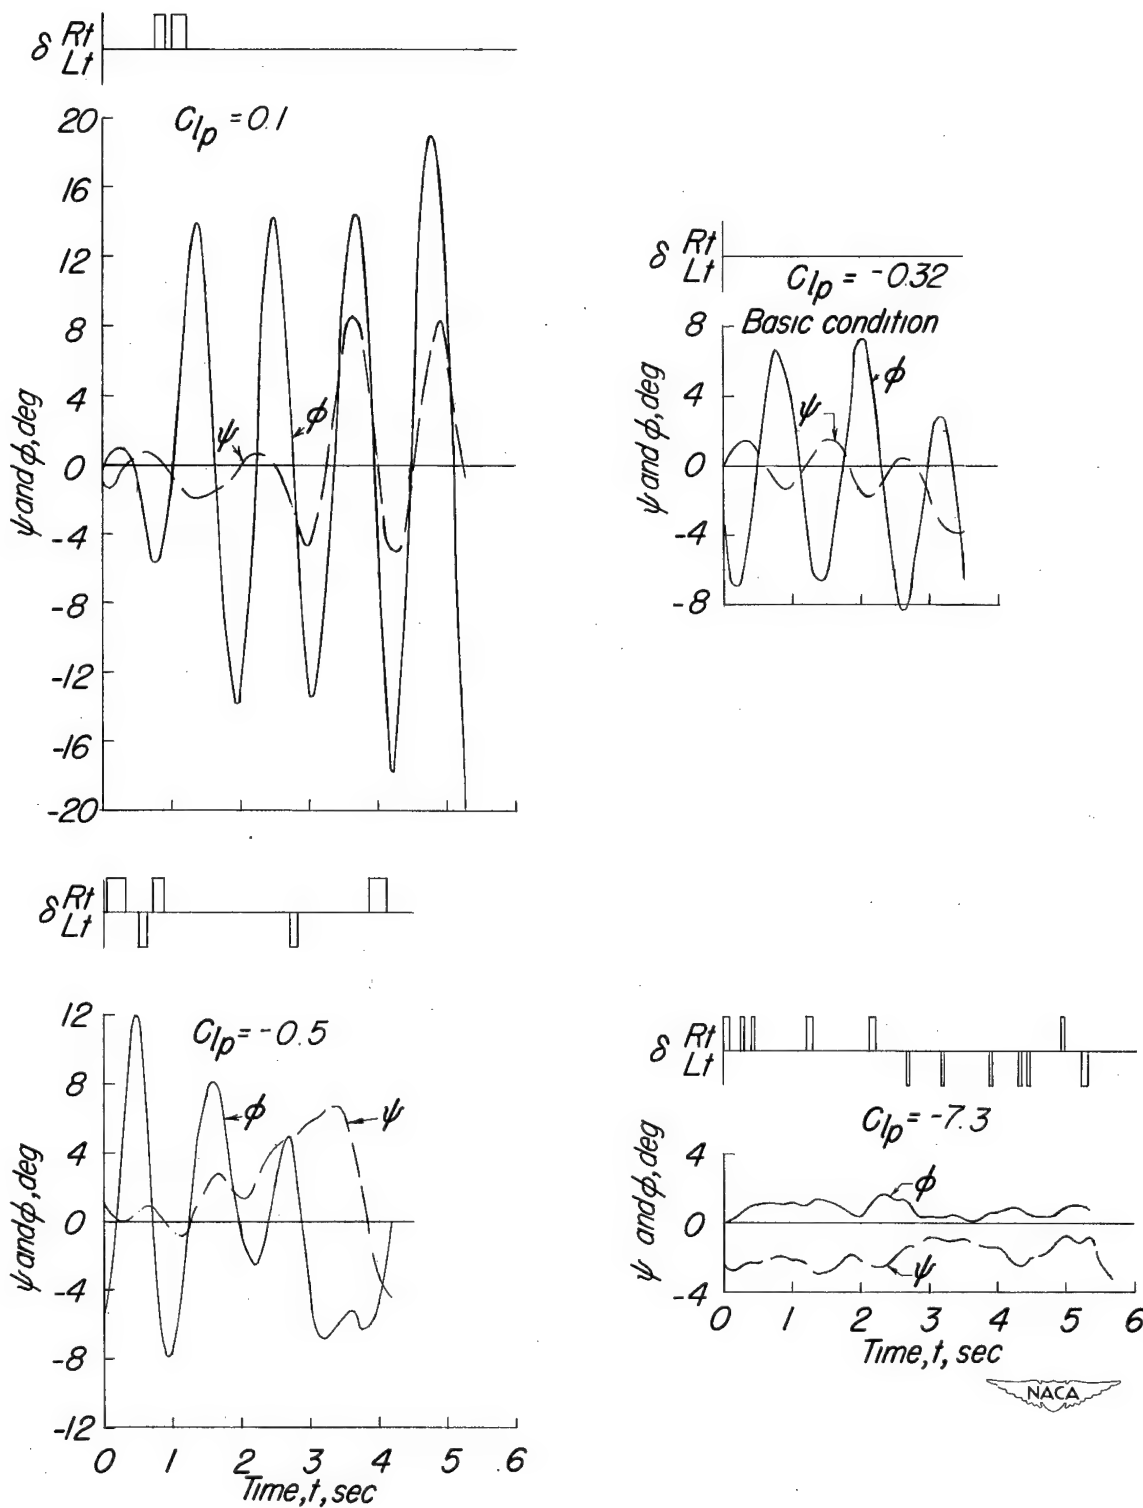 δ Rt
Lt
C_lp = 0.1
20
16
12
8
4
0
-4
-8
-12
-16
-20
ψ and ϕ, deg
ψ
ϕ
δ Rt
Lt
C_lp = -0.32
Basic condition
8
4
0
-4
-8
ψ and ϕ, deg
ψ
ϕ
δ Rt
Lt
C_lp = -0.5
12
8
4
0
-4
-8
-12
ψ and ϕ, deg
ϕ
ψ
0 1 2 3 4 5 6
Time, t, sec
δ Rt
Lt
C_lp = -7.3
4
0
-4
ψ and ϕ, deg
ϕ
ψ
0 1 2 3 4 5 6
Time, t, sec
NACA